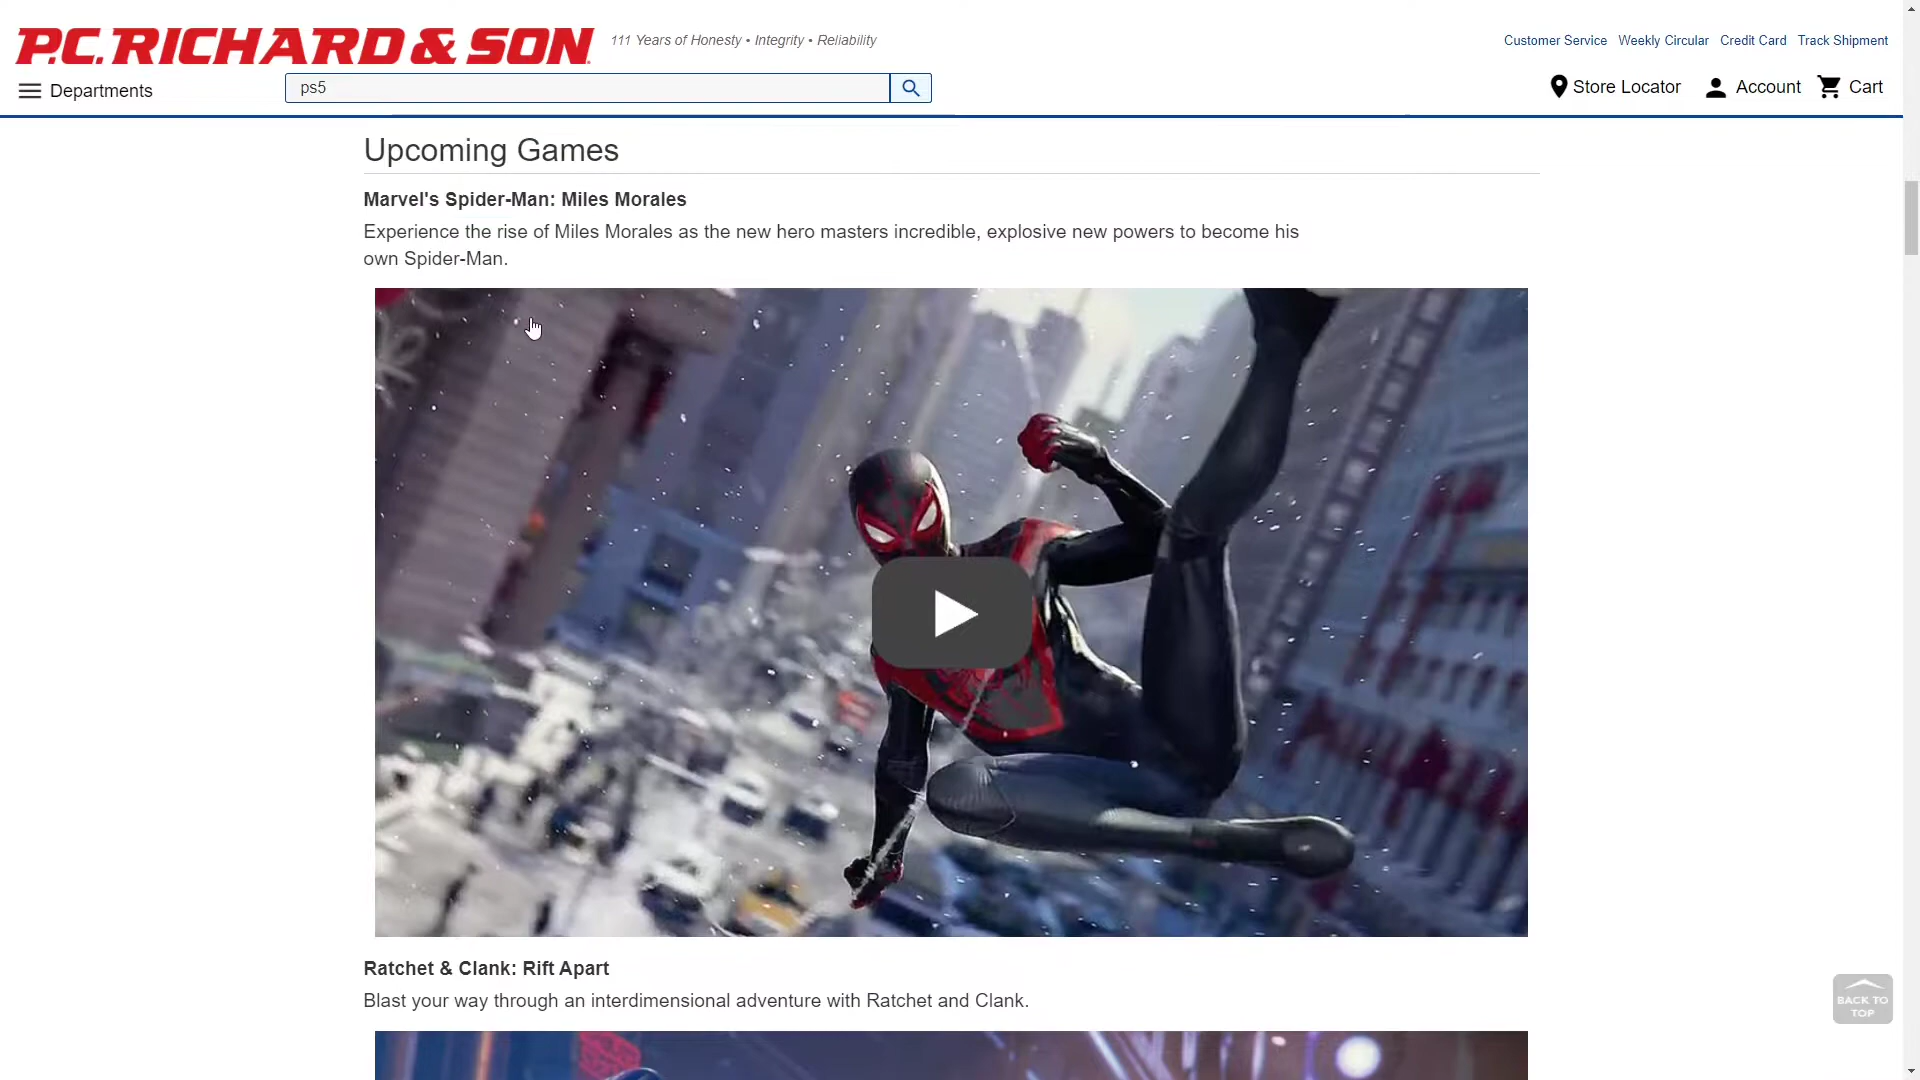 P.C. RICHARD & SON
111 Years of Honesty • Integrity • Reliability
Customer Service Weekly Circular Credit Card Track Shipment
Departments
ps5
Store Locator Account Cart
Upcoming Games
Marvel's Spider-Man: Miles Morales
Experience the rise of Miles Morales as the new hero masters incredible, explosive new powers to become his
own Spider-Man.
Ratchet & Clank: Rift Apart
Blast your way through an interdimensional adventure with Ratchet and Clank.
BACK TO
TOP